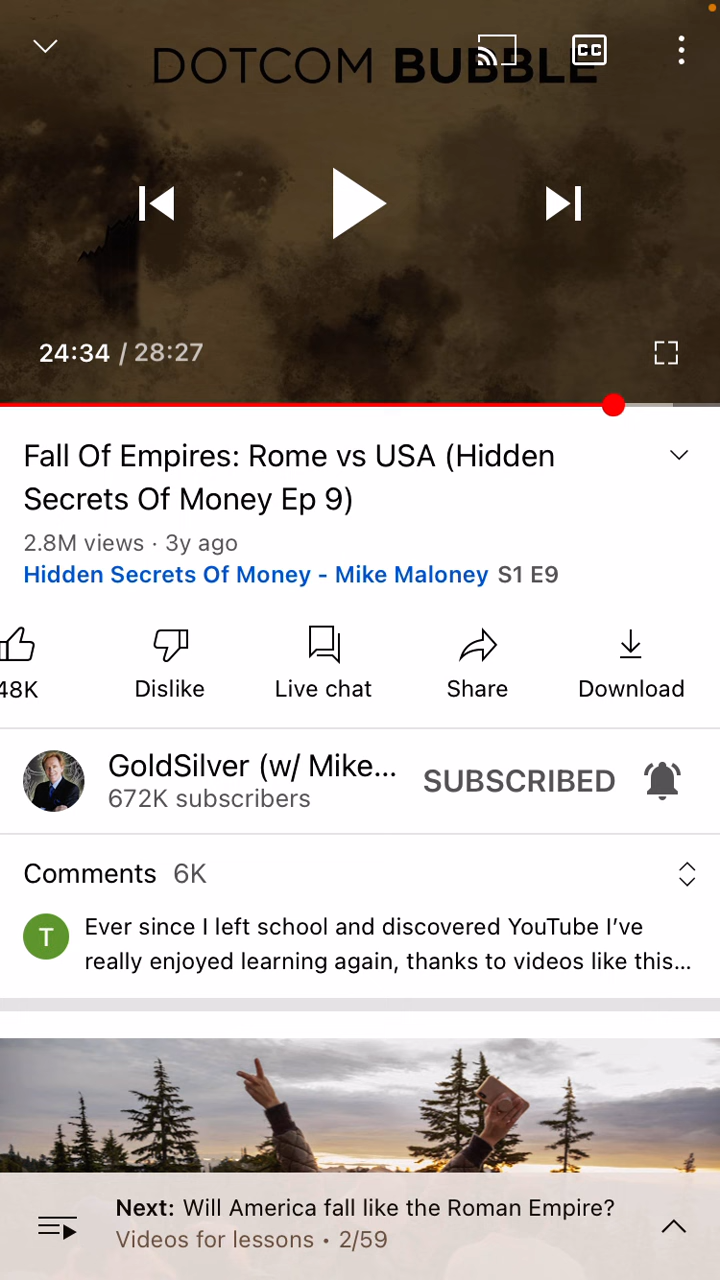 DOTCOM BUBBLE
CC
24:34 / 28:27
Fall Of Empires: Rome vs USA (Hidden
Secrets Of Money Ep 9)
2.8M views · 3y ago
Hidden Secrets Of Money - Mike Maloney S1 E9
48K
Dislike
Live chat
Share
Download
GoldSilver (w/ Mike...
672K subscribers
SUBSCRIBED
Comments 6K
T
Ever since I left school and discovered YouTube I’ve
really enjoyed learning again, thanks to videos like this...
Next: Will America fall like the Roman Empire?
Videos for lessons • 2/59